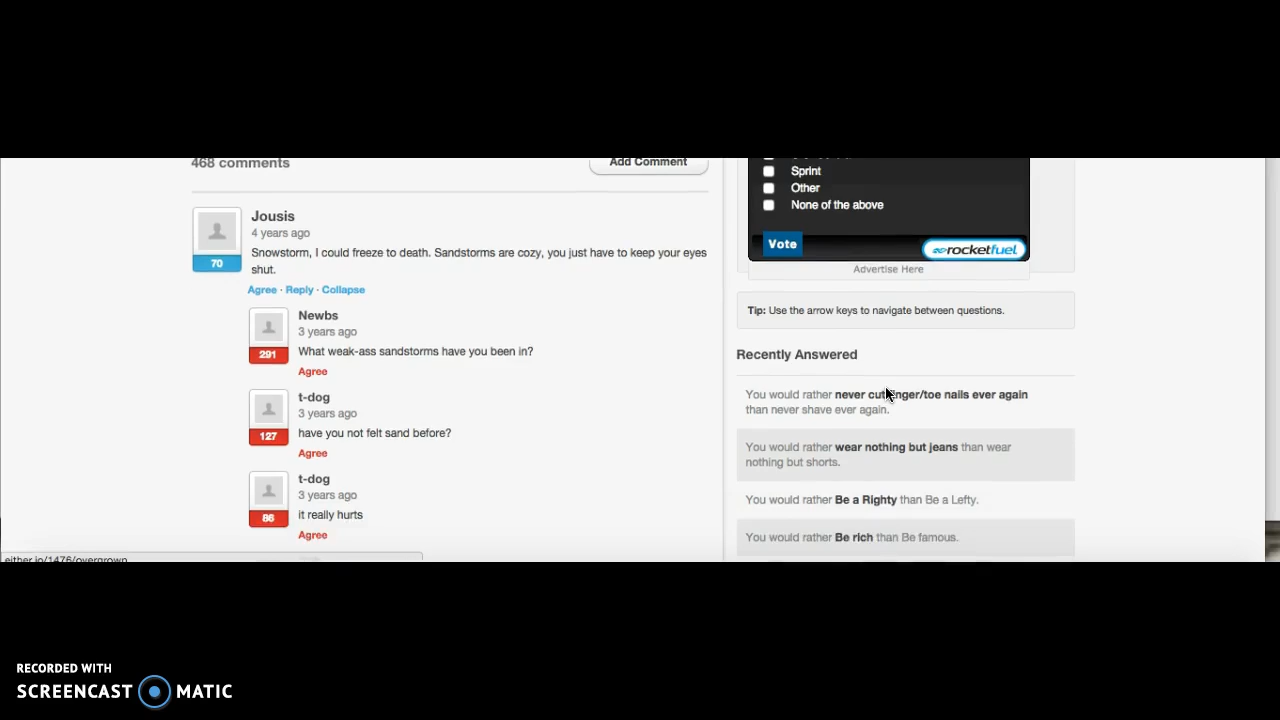 468 comments
Add Comment
Jousis
4 years ago
70
Snowstorm, I could freeze to death. Sandstorms are cozy, you just have to keep your eyes
shut.
Agree · Reply · Collapse
Newbs
3 years ago
291
What weak-ass sandstorms have you been in?
Agree
t-dog
3 years ago
127
have you not felt sand before?
Agree
t-dog
3 years ago
86
it really hurts
Agree
either.io/1476/overgrown
Sprint
Other
None of the above
Vote
rocketfuel
Advertise Here
Tip: Use the arrow keys to navigate between questions.
Recently Answered
You would rather never cut nger/toe nails ever again
than never shave ever again.
You would rather wear nothing but jeans than wear
nothing but shorts.
You would rather Be a Righty than Be a Lefty.
You would rather Be rich than Be famous.
RECORDED WITH
SCREENCAST MATIC